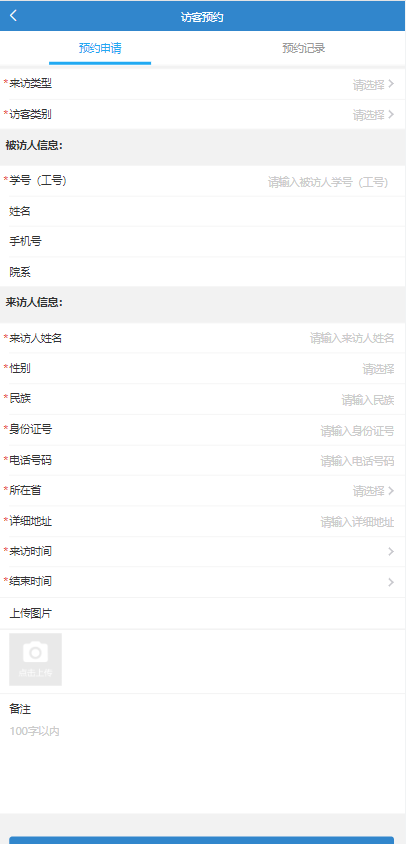 访客预约
预约申请 预约记录
*来访类型 请选择
*访客类别 请选择
被访人信息：
*学号（工号） 请输入被访人学号（工号）
姓名
手机号
院系
来访人信息：
*来访人姓名 请输入来访人姓名
*性别 请选择
*民族 请输入民族
*身份证号 请输入身份证号
*电话号码 请输入电话号码
*所在省 请选择
*详细地址 请输入详细地址
*来访时间
*结束时间
上传图片
点击上传
备注
100字以内